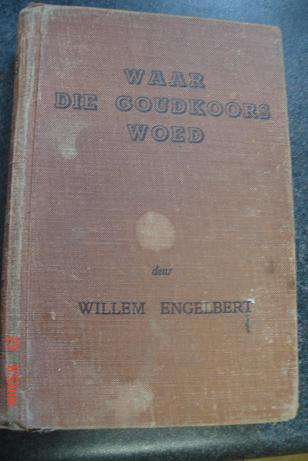 WAAR
DIE GOUDKOORS
WOED
deur
WILLEM ENGELBERT